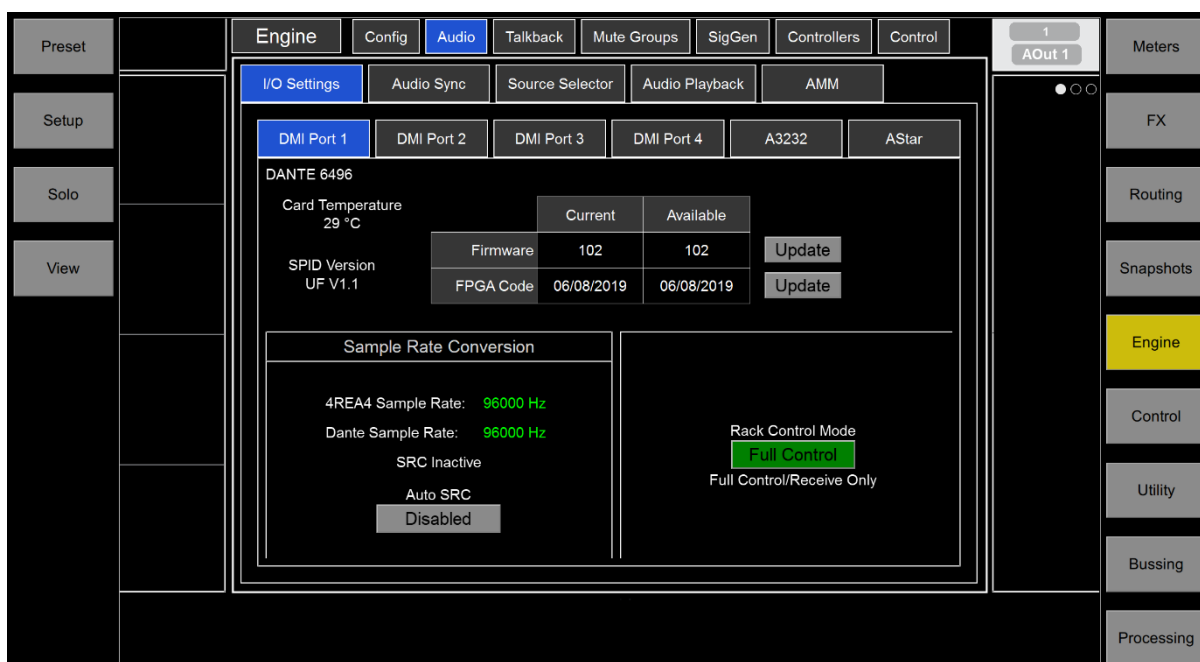 Preset
Setup
Solo
View
Engine
Config
Audio
Talkback
Mute Groups
SigGen
Controllers
Control
I/O Settings
Audio Sync
Source Selector
Audio Playback
AMM
DMI Port 1
DMI Port 2
DMI Port 3
DMI Port 4
A3232
AStar
DANTE 6496
Card Temperature
29 °C
SPID Version
UF V1.1
Current Available
Firmware 102 102 Update
FPGA Code 06/08/2019 06/08/2019 Update
Sample Rate Conversion
4REA4 Sample Rate: 96000 Hz
Dante Sample Rate: 96000 Hz
SRC Inactive
Auto SRC
Disabled
Rack Control Mode
Full Control
Full Control/Receive Only
1
AOut 1
Meters
FX
Routing
Snapshots
Engine
Control
Utility
Bussing
Processing